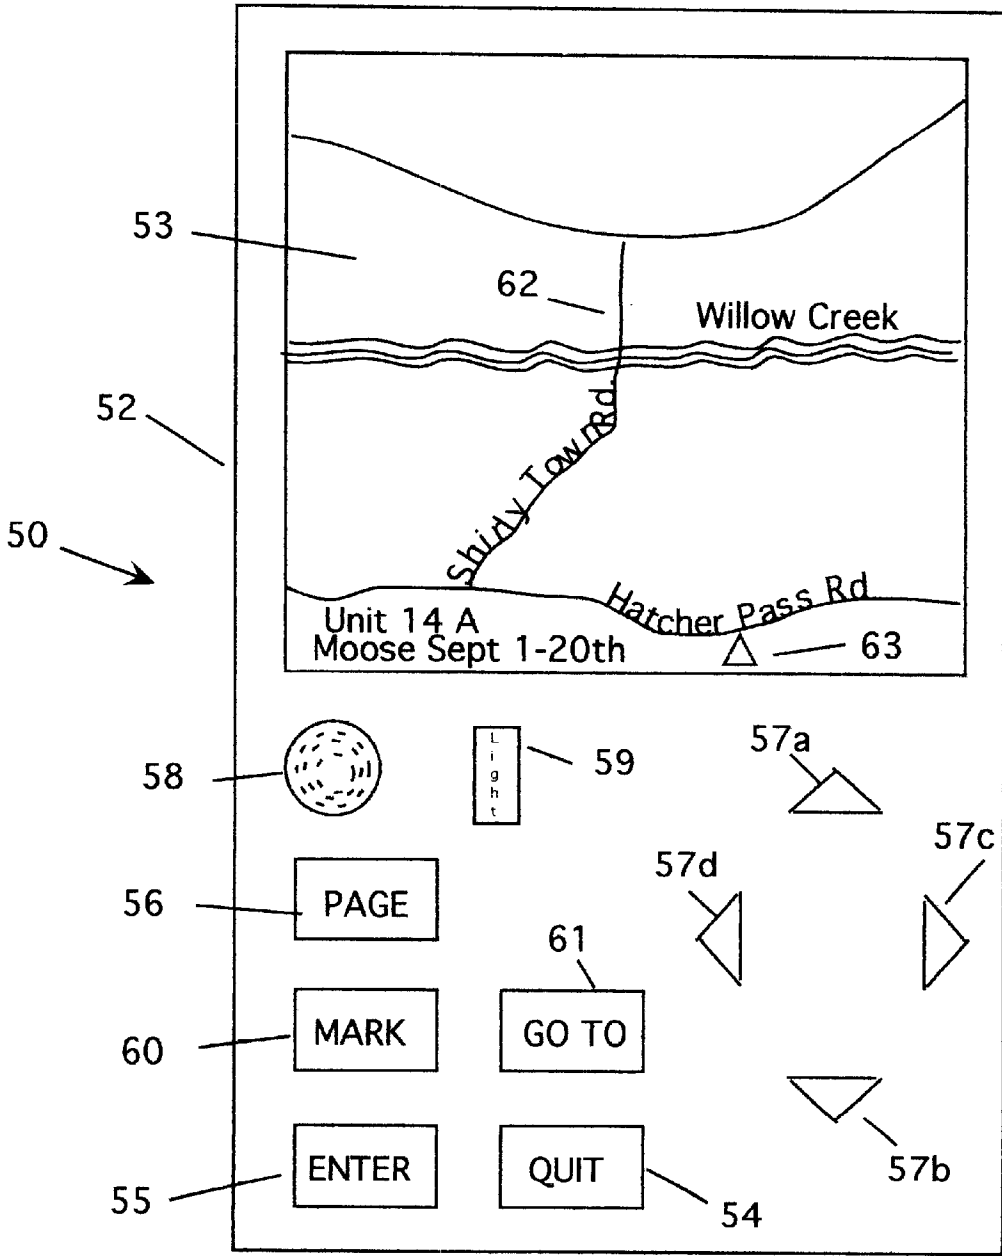 53
62
Willow Creek
52
Shirly Town Rd.
50
Hatcher Pass Rd
Unit 14 A
Moose Sept 1-20th
63
58
Light
59
57a
57c
57d
56
PAGE
61
60
MARK
GO TO
57b
55
ENTER
QUIT
54